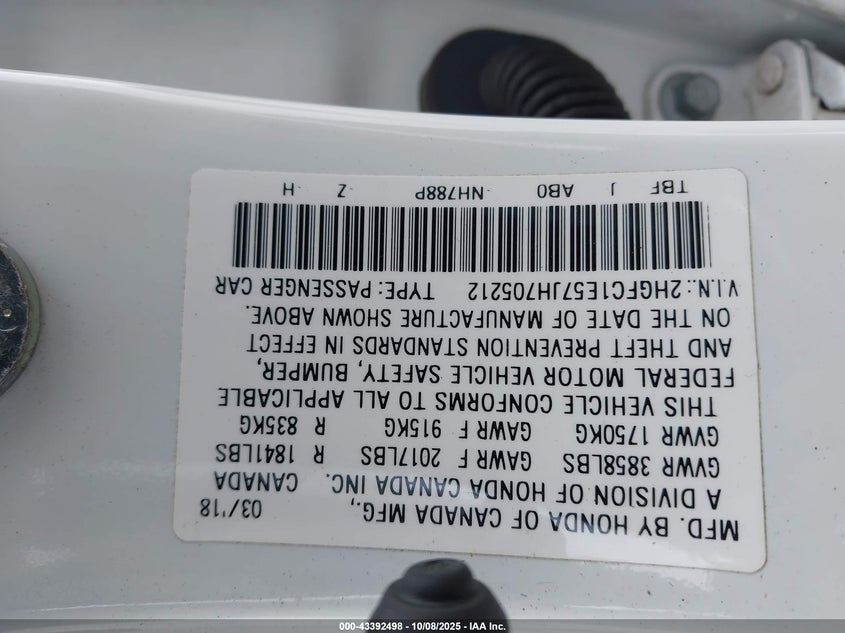 MFD. BY HONDA OF CANADA MFG., 03/'18
A DIVISION OF HONDA CANADA INC. CANADA
GVWR 3858LBS GAWR F 2017LBS R 1841LBS
GVWR 1750KG GAWR F 915KG R 835KG
THIS VEHICLE CONFORMS TO ALL APPLICABLE
FEDERAL MOTOR VEHICLE SAFETY, BUMPER,
AND THEFT PREVENTION STANDARDS IN EFFECT
ON THE DATE OF MANUFACTURE SHOWN ABOVE.
V.I.N.:2HGFC1E57JH705212 TYPE:PASSENGER CAR
TBF J AB0 NH788P Z H
000-43392498 - 10/08/2025 - IAA Inc.